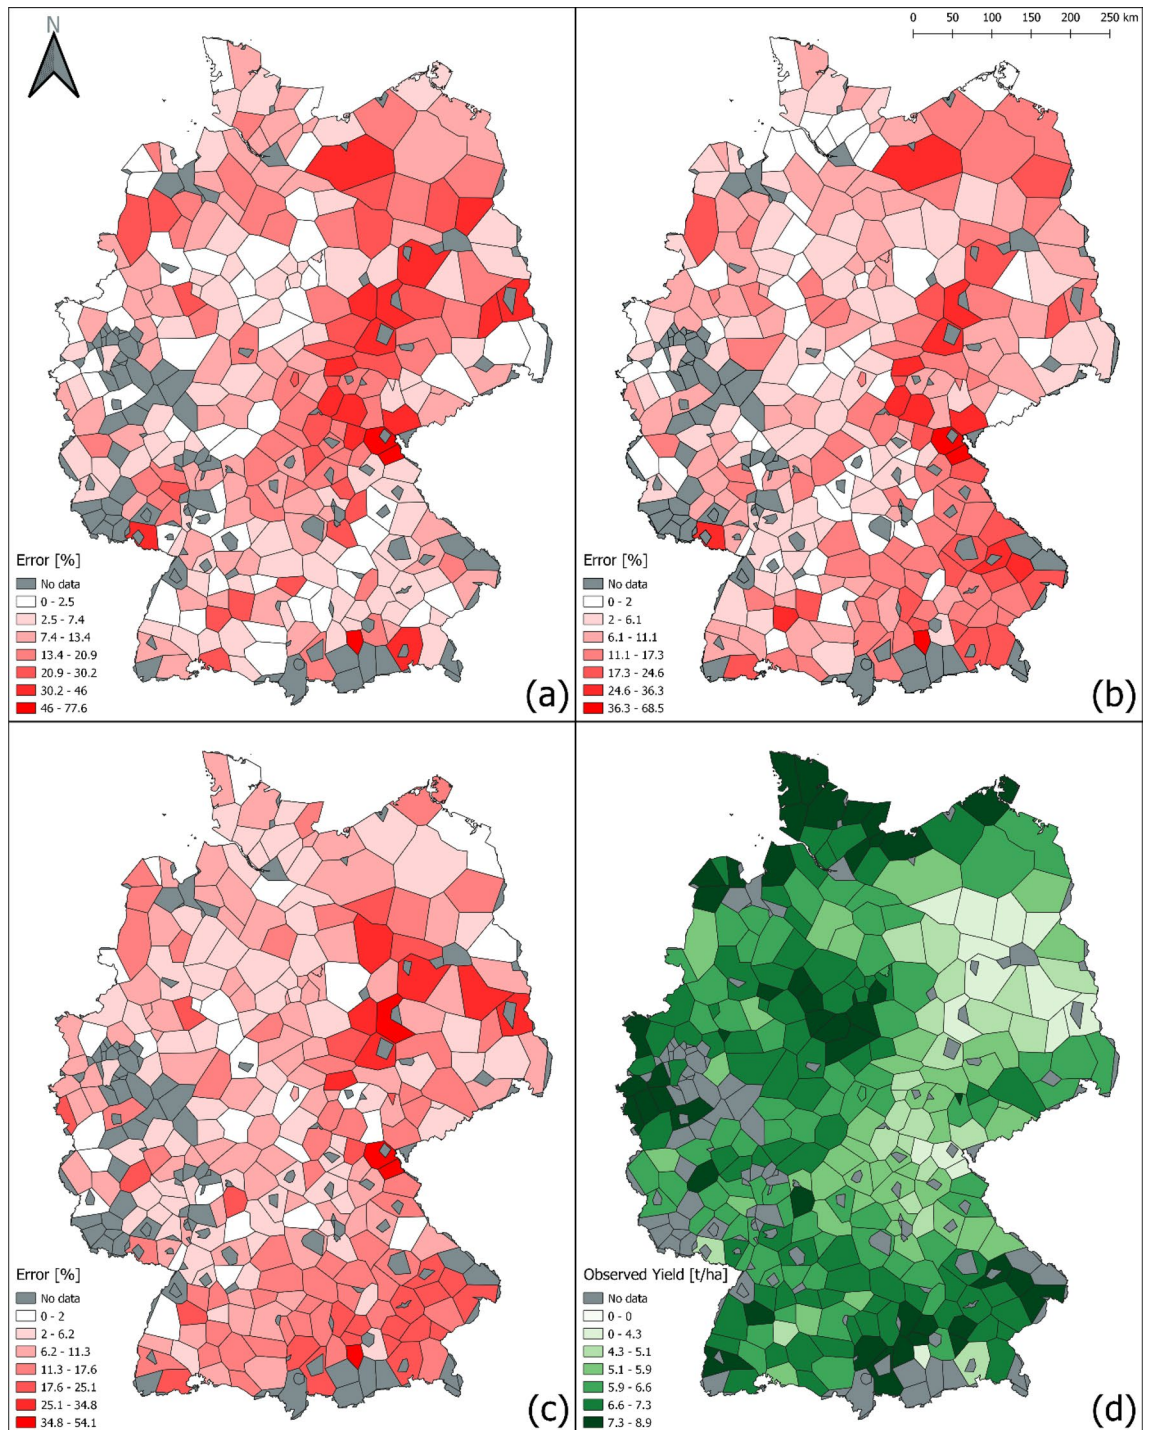 N
0 50 100 150 200 250 km
Error [%]
No data
0 - 2.5
2.5 - 7.4
7.4 - 13.4
13.4 - 20.9
20.9 - 30.2
30.2 - 46
46 - 77.6
(a)
Error [%]
No data
0 - 2
2 - 6.1
6.1 - 11.1
11.1 - 17.3
17.3 - 24.6
24.6 - 36.3
36.3 - 68.5
(b)
Error [%]
No data
0 - 2
2 - 6.2
6.2 - 11.3
11.3 - 17.6
17.6 - 25.1
25.1 - 34.8
34.8 - 54.1
(c)
Observed Yield [t/ha]
No data
0 - 0
0 - 4.3
4.3 - 5.1
5.1 - 5.9
5.9 - 6.6
6.6 - 7.3
7.3 - 8.9
(d)